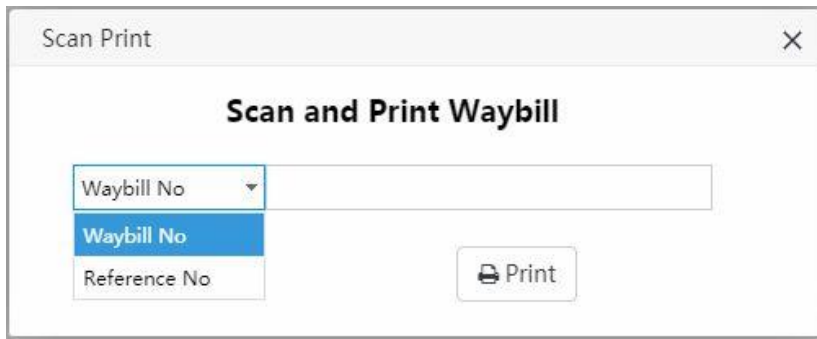 Scan Print
Scan and Print Waybill
Waybill No
Waybill No
Reference No
Print